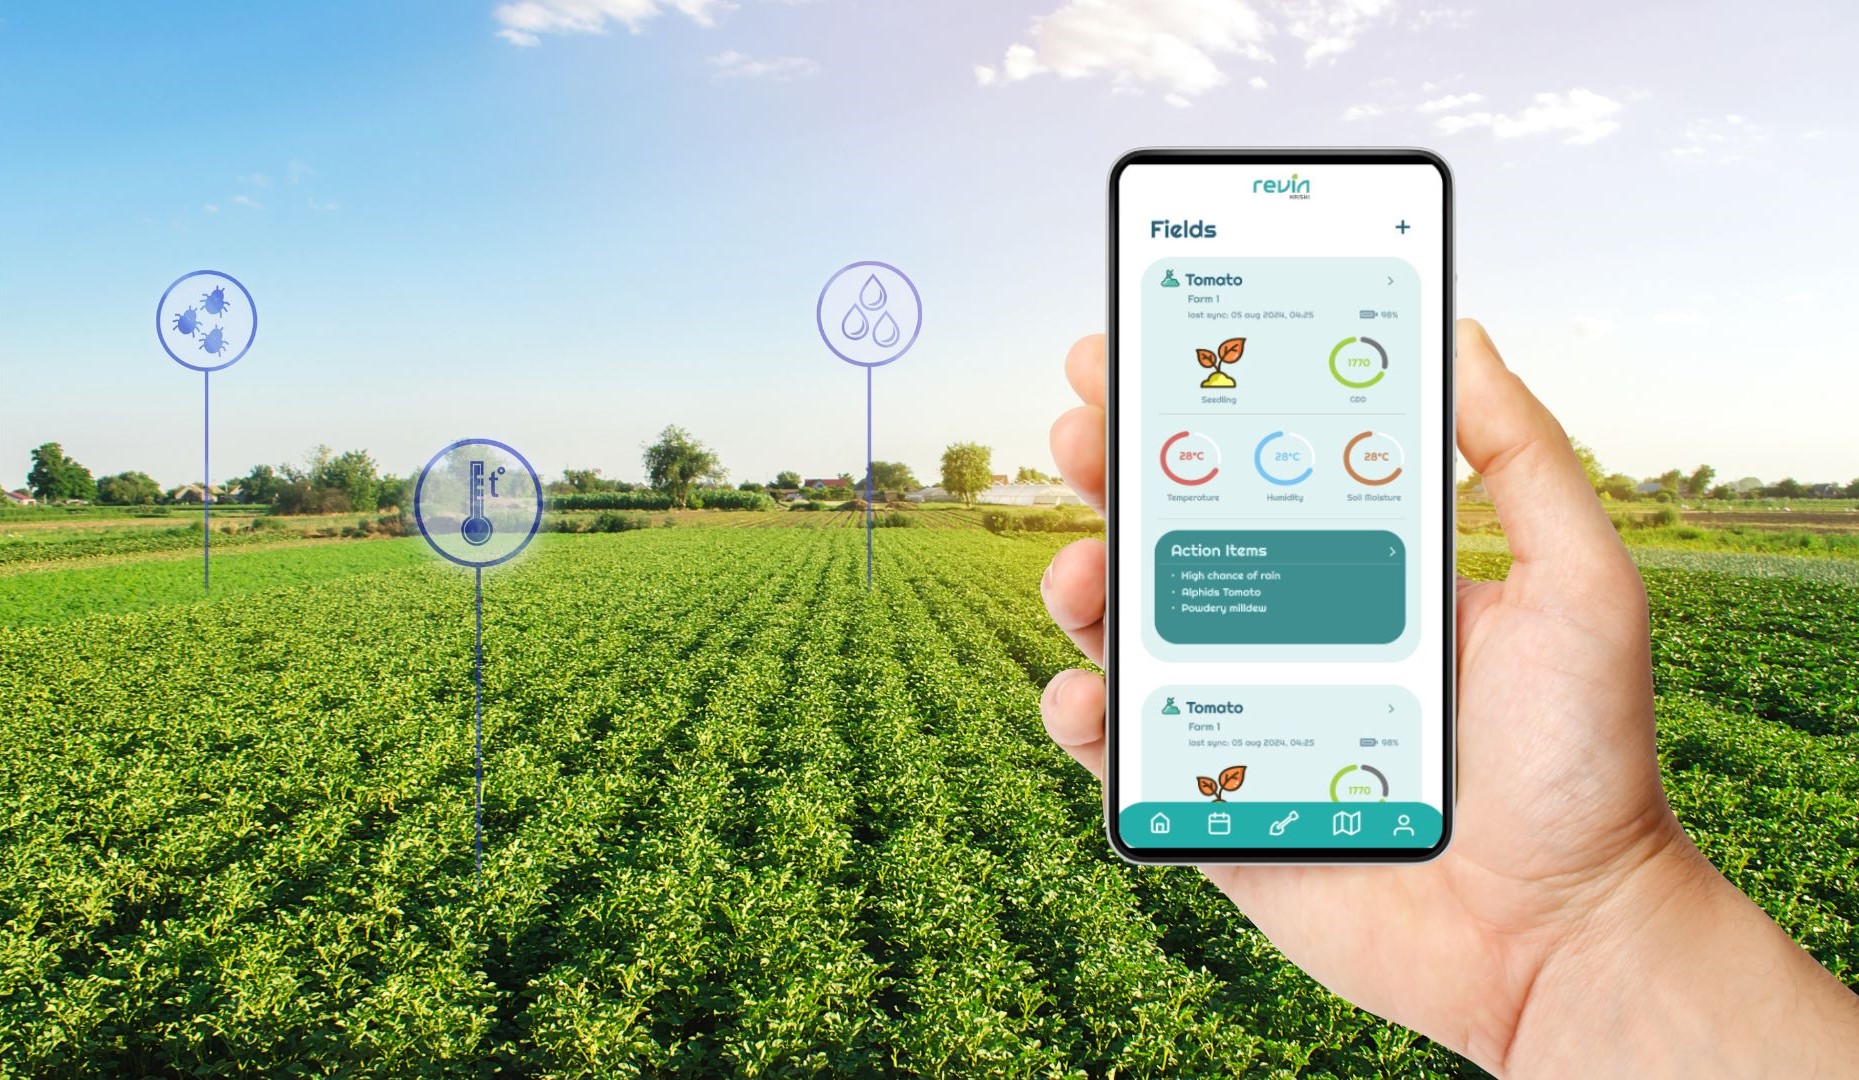 t°
revin
KRISHI
Fields
+
Tomato
Farm 1
last sync: 05 aug 2024, 04:25
98%
Seedling
1770
GDD
28°C
28°C
28°C
Temperature
Humidity
Soil Moisture
Action Items
• High chance of rain
• Alphids Tomato
• Powdery milldew
Tomato
Farm 1
last sync: 05 aug 2024, 04:25
98%
1770